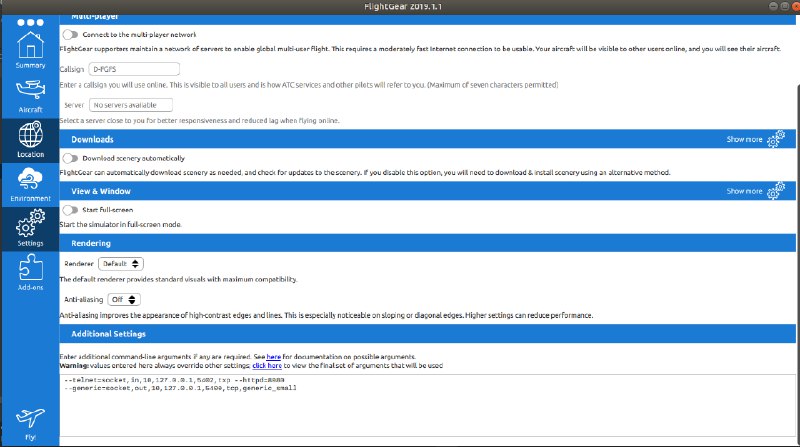 FlightGear 2019.1.1
Multi-player
Connect to the multi-player network
FlightGear supporters maintain a network of servers to enable global multi-user flight. This requires a moderately fast Internet connection to be usable. Your aircraft will be visible to other users online, and you will see their aircraft.
Callsign D-FGFS
Enter a callsign you will use online. This is visible to all users and is how ATC services and other pilots will refer to you. (Maximum of seven characters permitted)
Server No servers available
Select a server close to you for better responsiveness and reduced lag when flying online.
Downloads Show more
Download scenery automatically
FlightGear can automatically download scenery as needed, and check for updates to the scenery. If you disable this option, you will need to download & install scenery using an alternative method.
View & Window Show more
Start full-screen
Start the simulator in full-screen mode.
Rendering
Renderer Default
The default renderer provides standard visuals with maximum compatibility.
Anti-aliasing Off
Anti-aliasing improves the appearance of high-contrast edges and lines. This is especially noticeable on sloping or diagonal edges. Higher settings can reduce performance.
Additional Settings
Enter additional command-line arguments if any are required. See here for documentation on possible arguments.
Warning: values entered here always override other settings; click here to view the final set of arguments that will be used
--telnet=socket,in,10,127.0.0.1,5402,tcp
--generic=socket,out,10,127.0.0.1,5400,tcp,generic_small
Summary
Aircraft
Location
Environment
Settings
Add-ons
Fly!